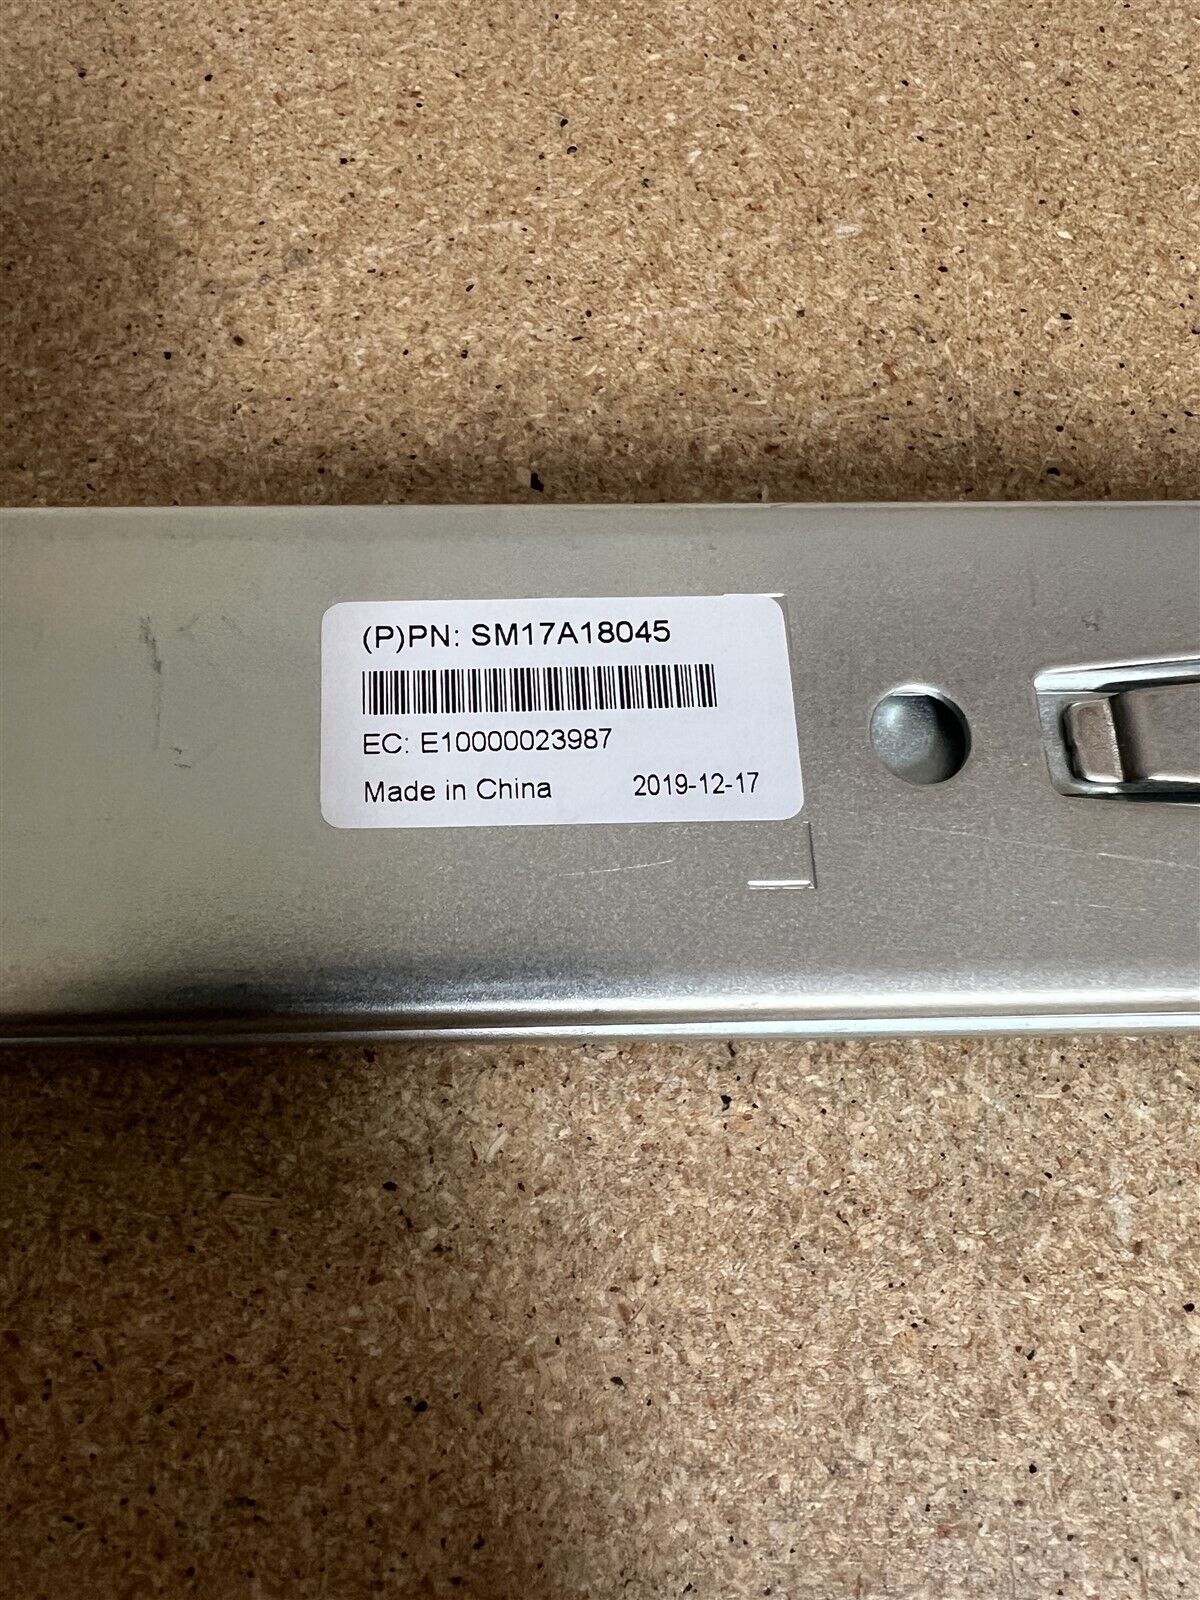 (P)PN: SM17A18045
EC: E10000023987
Made in China 2019-12-17